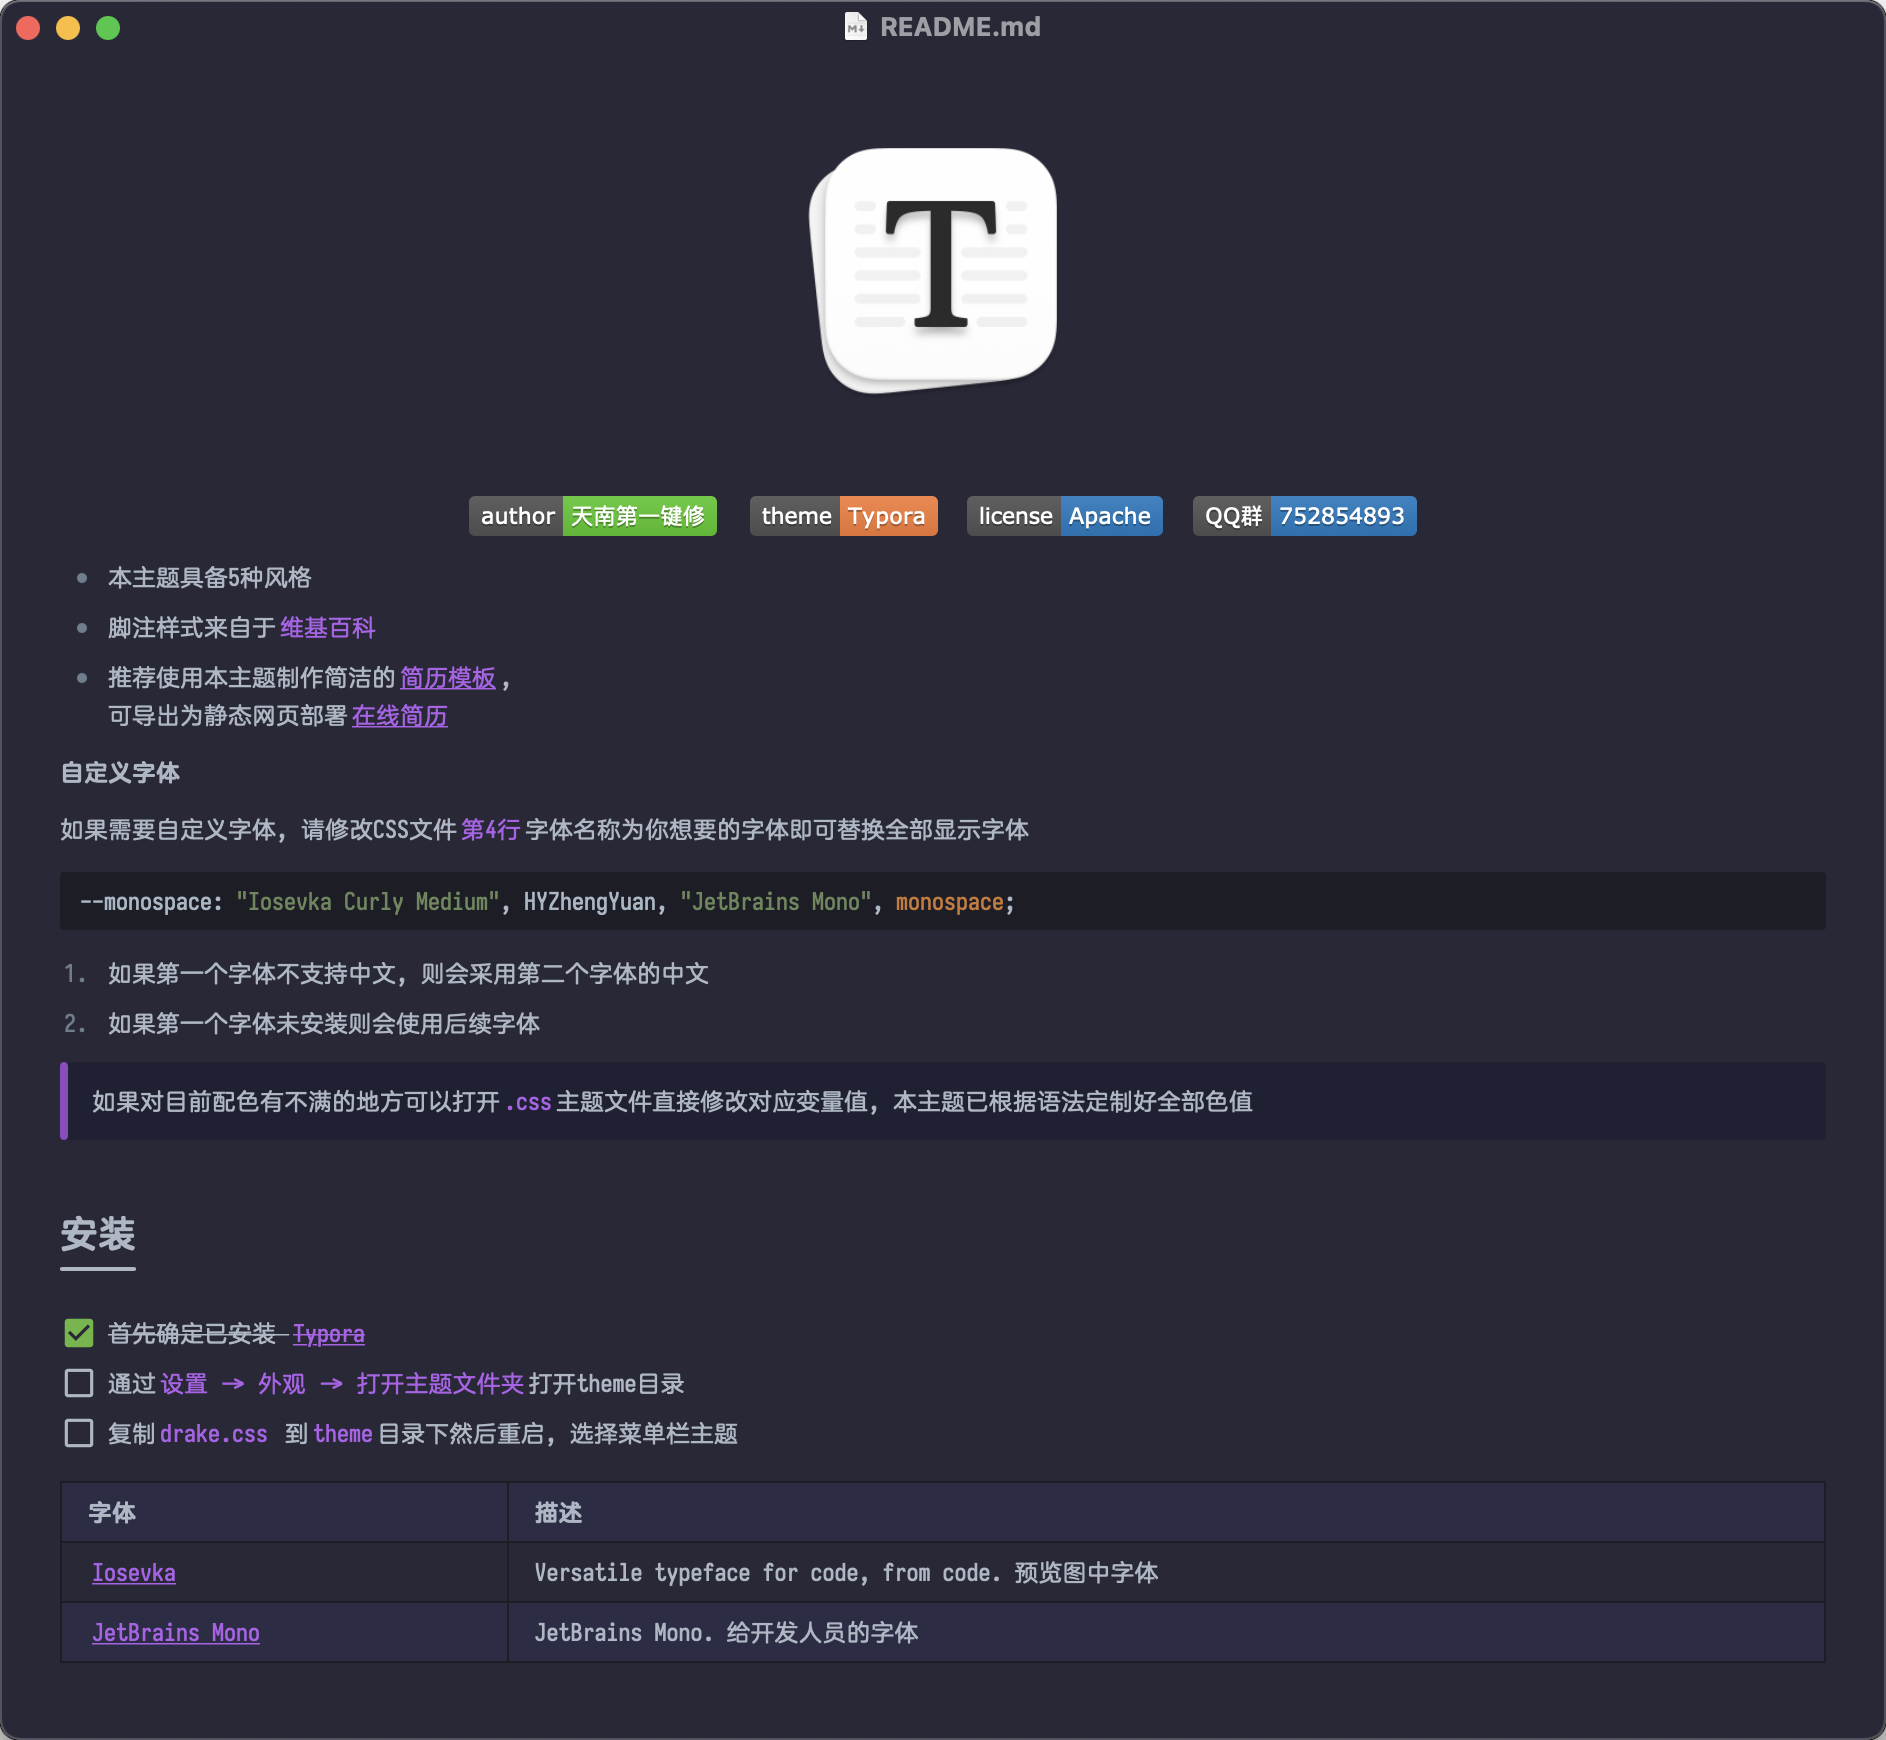 README.md
T
author 天南第一键修 theme Typora license Apache QQ群 752854893
本主题具备5种风格
脚注样式来自于 维基百科
推荐使用本主题制作简洁的 简历模板 ，
可导出为静态网页部署 在线简历
自定义字体
如果需要自定义字体，请修改CSS文件 第4行 字体名称为你想要的字体即可替换全部显示字体
--monospace: "Iosevka Curly Medium", HYZhengYuan, "JetBrains Mono", monospace;
1. 如果第一个字体不支持中文，则会采用第二个字体的中文
2. 如果第一个字体未安装则会使用后续字体
如果对目前配色有不满的地方可以打开 .css 主题文件直接修改对应变量值，本主题已根据语法定制好全部色值
安装
首先确定已安装 Typora
通过 设置 -> 外观 -> 打开主题文件夹 打开theme目录
复制 drake.css 到 theme 目录下然后重启，选择菜单栏主题
字体 描述
Iosevka Versatile typeface for code, from code. 预览图中字体
JetBrains Mono JetBrains Mono. 给开发人员的字体